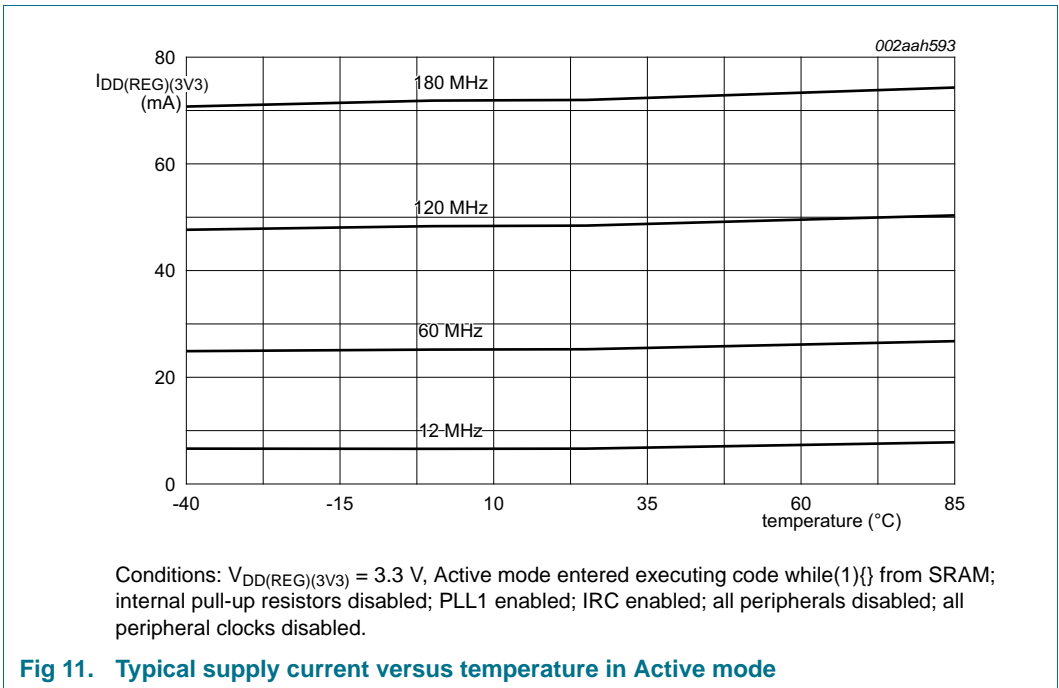 002aah593
80
I_DD(REG)(3V3)
(mA)
180 MHz
60
120 MHz
40
60 MHz
20
12 MHz
0
-40 -15 10 35 60 85
temperature (°C)
Conditions: V_DD(REG)(3V3) = 3.3 V, Active mode entered executing code while(1){} from SRAM;
internal pull-up resistors disabled; PLL1 enabled; IRC enabled; all peripherals disabled; all
peripheral clocks disabled.
Fig 11. Typical supply current versus temperature in Active mode